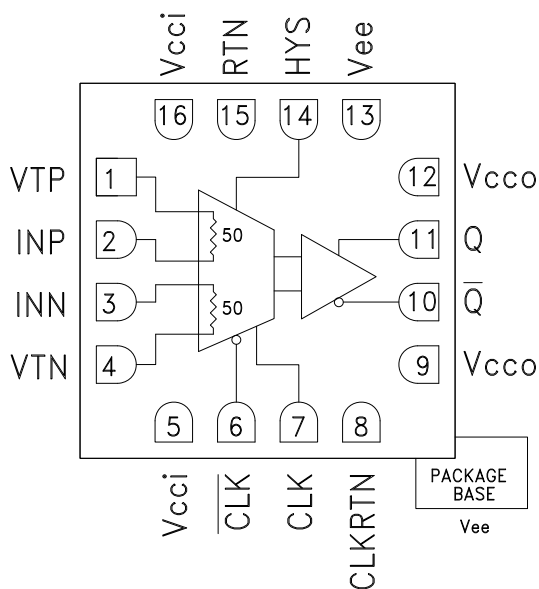 Vcci RTN HYS Vee
16 15 14 13
VTP 1 12 Vcco
50
INP 2 11 Q
INN 3 10 Q̅
50
VTN 4 9 Vcco
5 6 7 8
Vcci C̅L̅K̅ CLK CLKRTN
PACKAGE
BASE
Vee